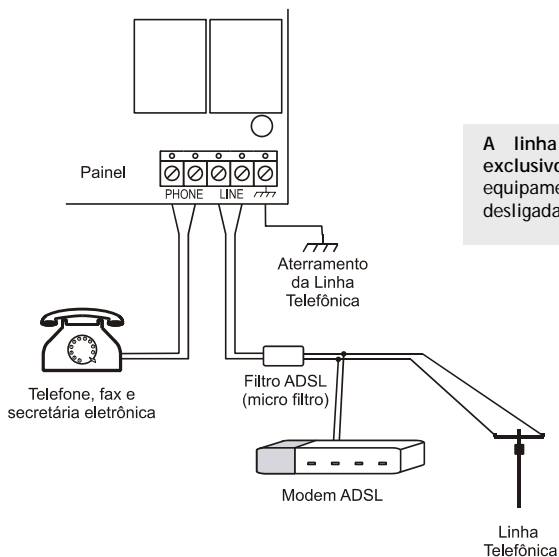 Painel
PHONE LINE
A linha
exclusivo
equipame
desligada
Aterramento
da Linha
Telefônica
Telefone, fax e
secretária eletrônica
Filtro ADSL
(micro filtro)
Modem ADSL
Linha
Telefônica